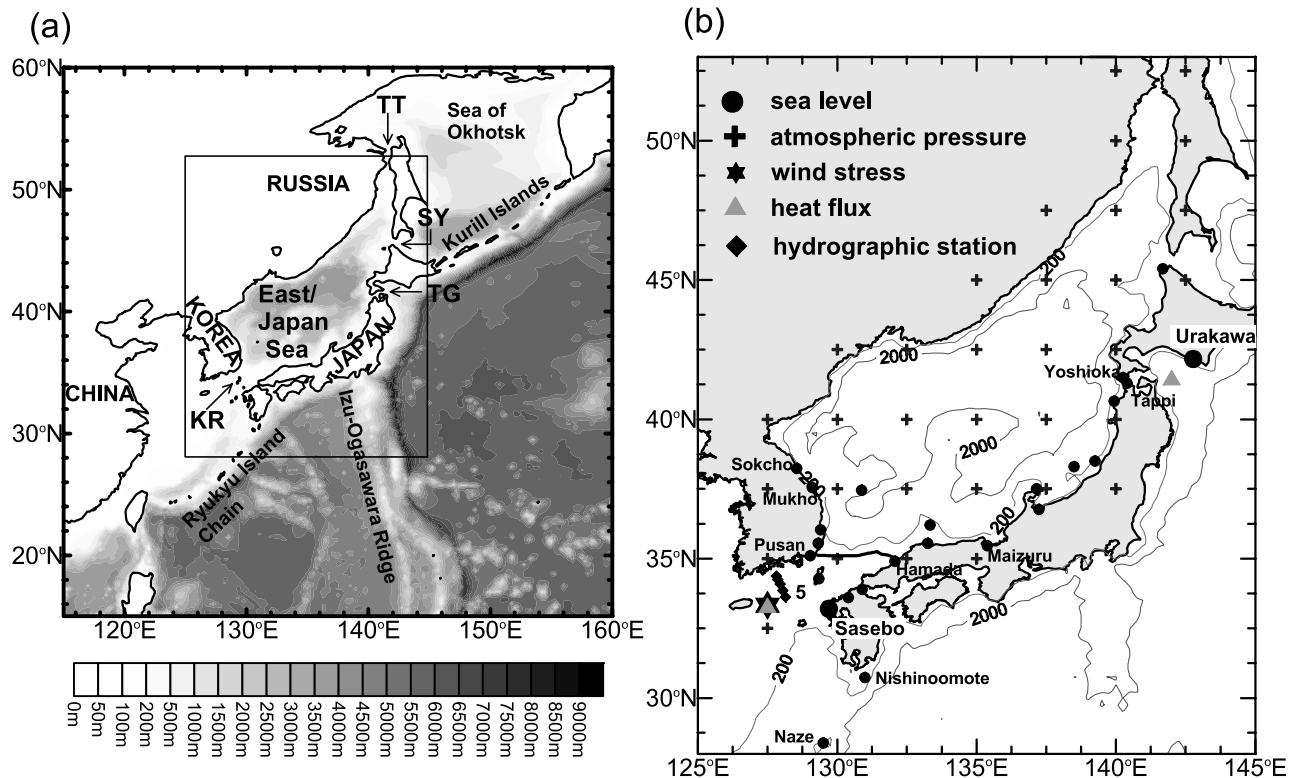 (a)
60°N
50°N
40°N
30°N
20°N
120°E
130°E
140°E
150°E
160°E
TT
Sea of
Okhotsk
RUSSIA
SY
Kurill Islands
TG
East/
Japan
Sea
KOREA
JAPAN
CHINA
KR
Ryukyu Island
Chain
Izu-Ogasawara Ridge
0m
50m
100m
200m
500m
1000m
1500m
2000m
2500m
3000m
3500m
4000m
4500m
5000m
5500m
6000m
6500m
7000m
7500m
8000m
8500m
9000m
(b)
sea level
atmospheric pressure
wind stress
heat flux
hydrographic station
50°N
45°N
40°N
35°N
30°N
125°E
130°E
135°E
140°E
145°E
200
2000
Urakawa
Yoshioka
Tappi
2000
Sokcho
200
Mukho
200
Pusan
Maizuru
Hamada
5
2000
Sasebo
200
Nishinoomote
Naze